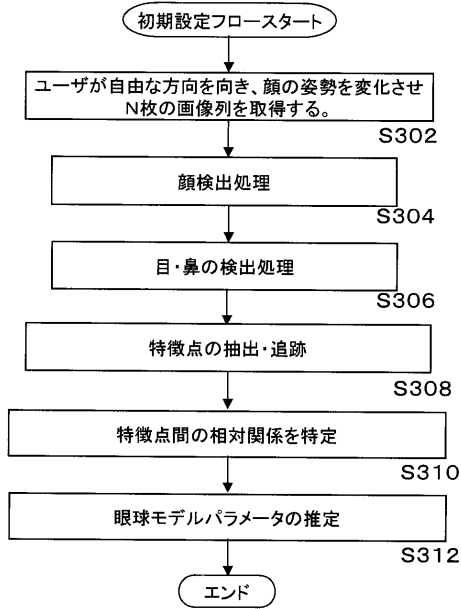 初期設定フロースタート
ユーザが自由な方向を向き、顔の姿勢を変化させ
N枚の画像列を取得する。
S302
顔検出処理
S304
目・鼻の検出処理
S306
特徴点の抽出・追跡
S308
特徴点間の相対関係を特定
S310
眼球モデルパラメータの推定
S312
エンド